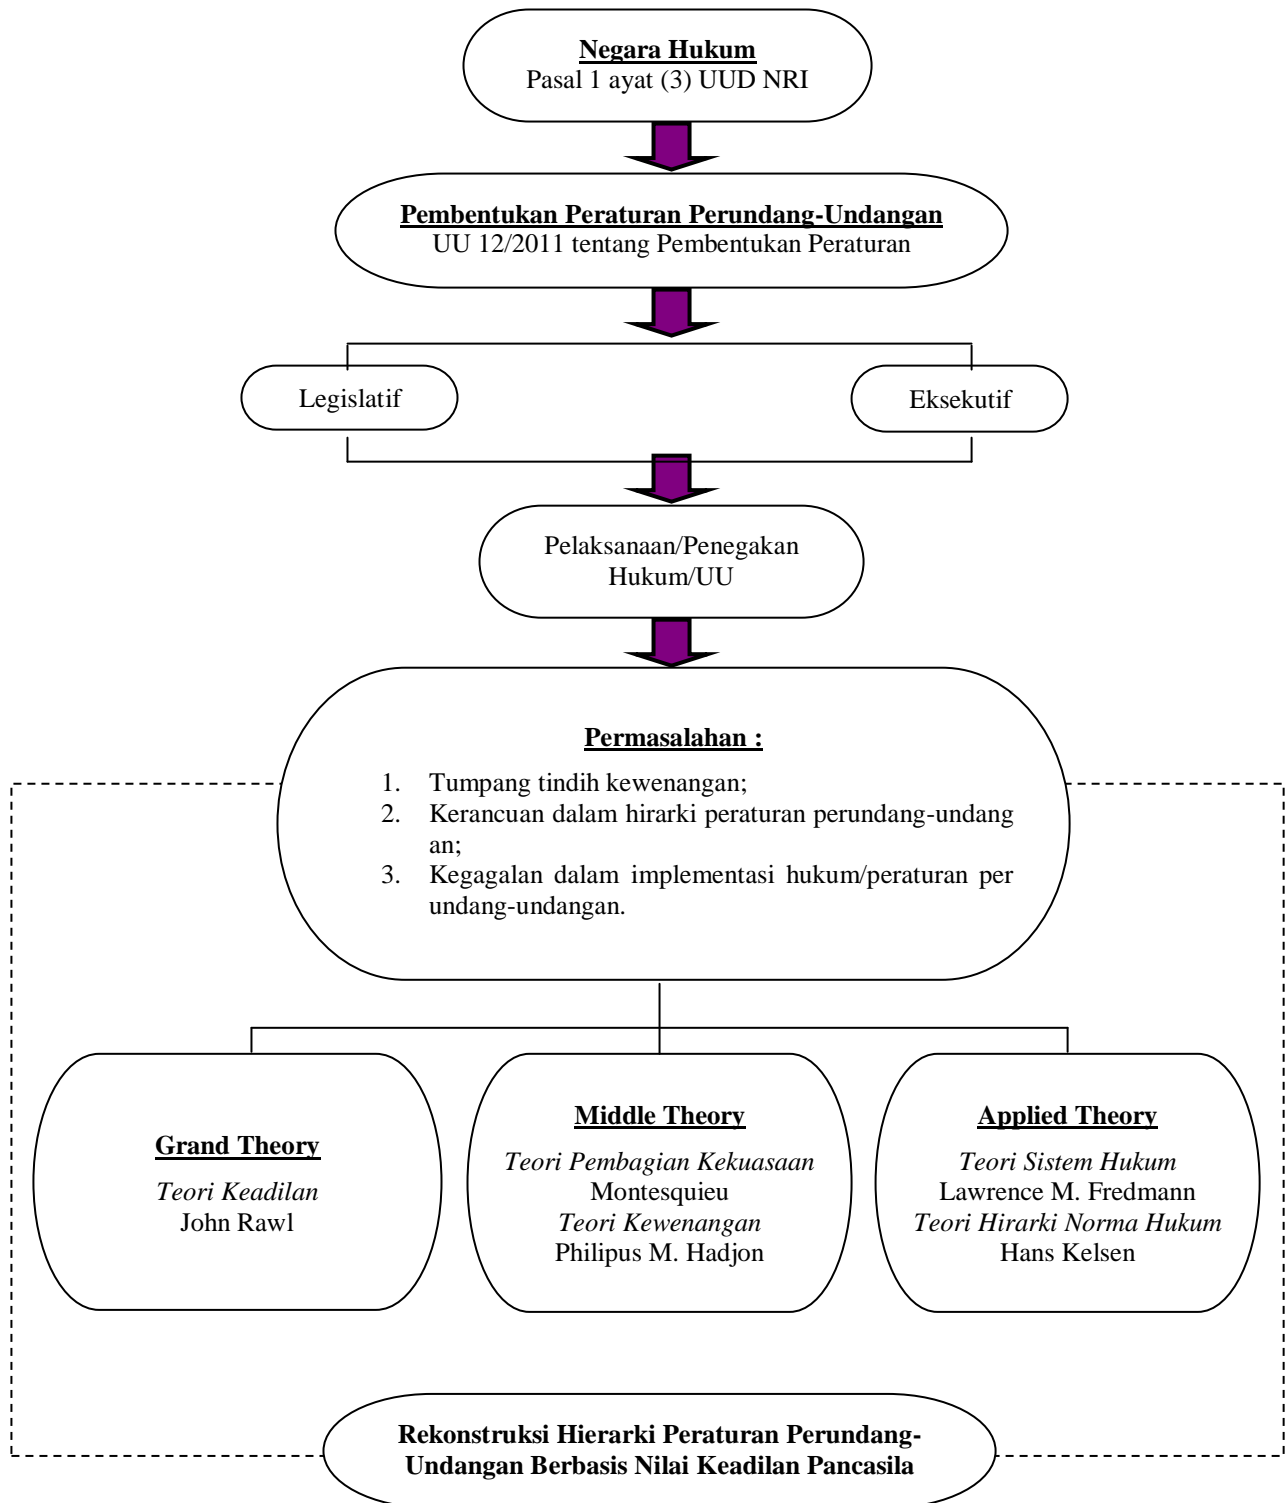 Negara Hukum
Pasal 1 ayat (3) UUD NRI
Pembentukan Peraturan Perundang-Undangan
UU 12/2011 tentang Pembentukan Peraturan
Legislatif
Eksekutif
Pelaksanaan/Penegakan
Hukum/UU
Permasalahan :
1. Tumpang tindih kewenangan;
2. Kerancuan dalam hirarki peraturan perundang-undang
an;
3. Kegagalan dalam implementasi hukum/peraturan per
undang-undangan.
Grand Theory
Teori Keadilan
John Rawl
Middle Theory
Teori Pembagian Kekuasaan
Montesquieu
Teori Kewenangan
Philipus M. Hadjon
Applied Theory
Teori Sistem Hukum
Lawrence M. Fredmann
Teori Hirarki Norma Hukum
Hans Kelsen
Rekonstruksi Hierarki Peraturan Perundang-
Undangan Berbasis Nilai Keadilan Pancasila